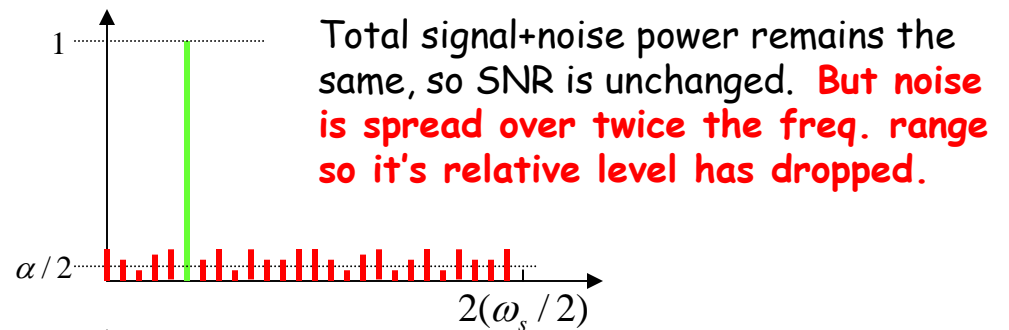 1
Total signal+noise power remains the
same, so SNR is unchanged. But noise
is spread over twice the freq. range
so it's relative level has dropped.
α/2
2(ωₛ/2)